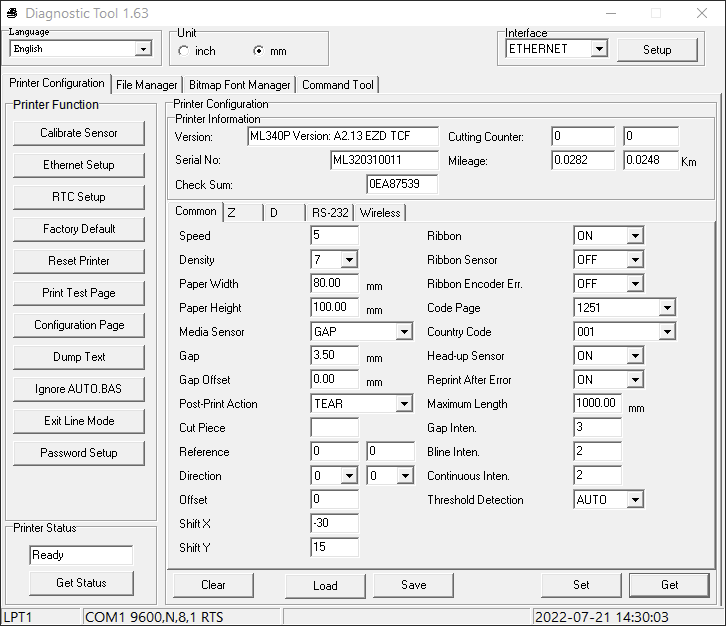 Diagnostic Tool 1.63
Language
English
Unit
inch
mm
Interface
ETHERNET
Setup
Printer Configuration
File Manager
Bitmap Font Manager
Command Tool
Printer Function
Calibrate Sensor
Ethernet Setup
RTC Setup
Factory Default
Reset Printer
Print Test Page
Configuration Page
Dump Text
Ignore AUTO.BAS
Exit Line Mode
Password Setup
Printer Status
Ready
Get Status
Printer Configuration
Printer Information
Version: ML340P Version: A2.13 EZD TCF
Cutting Counter: 0 0
Serial No: ML320310011
Mileage: 0.0282 0.0248 Km
Check Sum: 0EA87539
Common Z D RS-232 Wireless
Speed 5
Density 7
Paper Width 80.00 mm
Paper Height 100.00 mm
Media Sensor GAP
Gap 3.50 mm
Gap Offset 0.00 mm
Post-Print Action TEAR
Cut Piece
Reference 0 0
Direction 0 0
Offset 0
Shift X -30
Shift Y 15
Ribbon ON
Ribbon Sensor OFF
Ribbon Encoder Err. OFF
Code Page 1251
Country Code 001
Head-up Sensor ON
Reprint After Error ON
Maximum Length 1000.00 mm
Gap Inten. 3
Bline Inten. 2
Continuous Inten. 2
Threshold Detection AUTO
Clear
Load
Save
Set
Get
LPT1
COM1 9600,N,8,1 RTS
2022-07-21 14:30:03